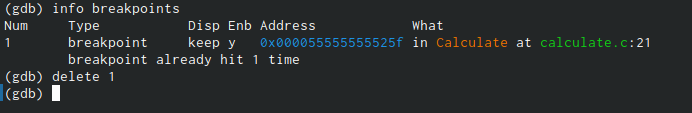 (gdb) info breakpoints
Num     Type           Disp Enb Address            What
1       breakpoint     keep y   0x000055555555525f in Calculate at calculate.c:21
        breakpoint already hit 1 time
(gdb) delete 1
(gdb)